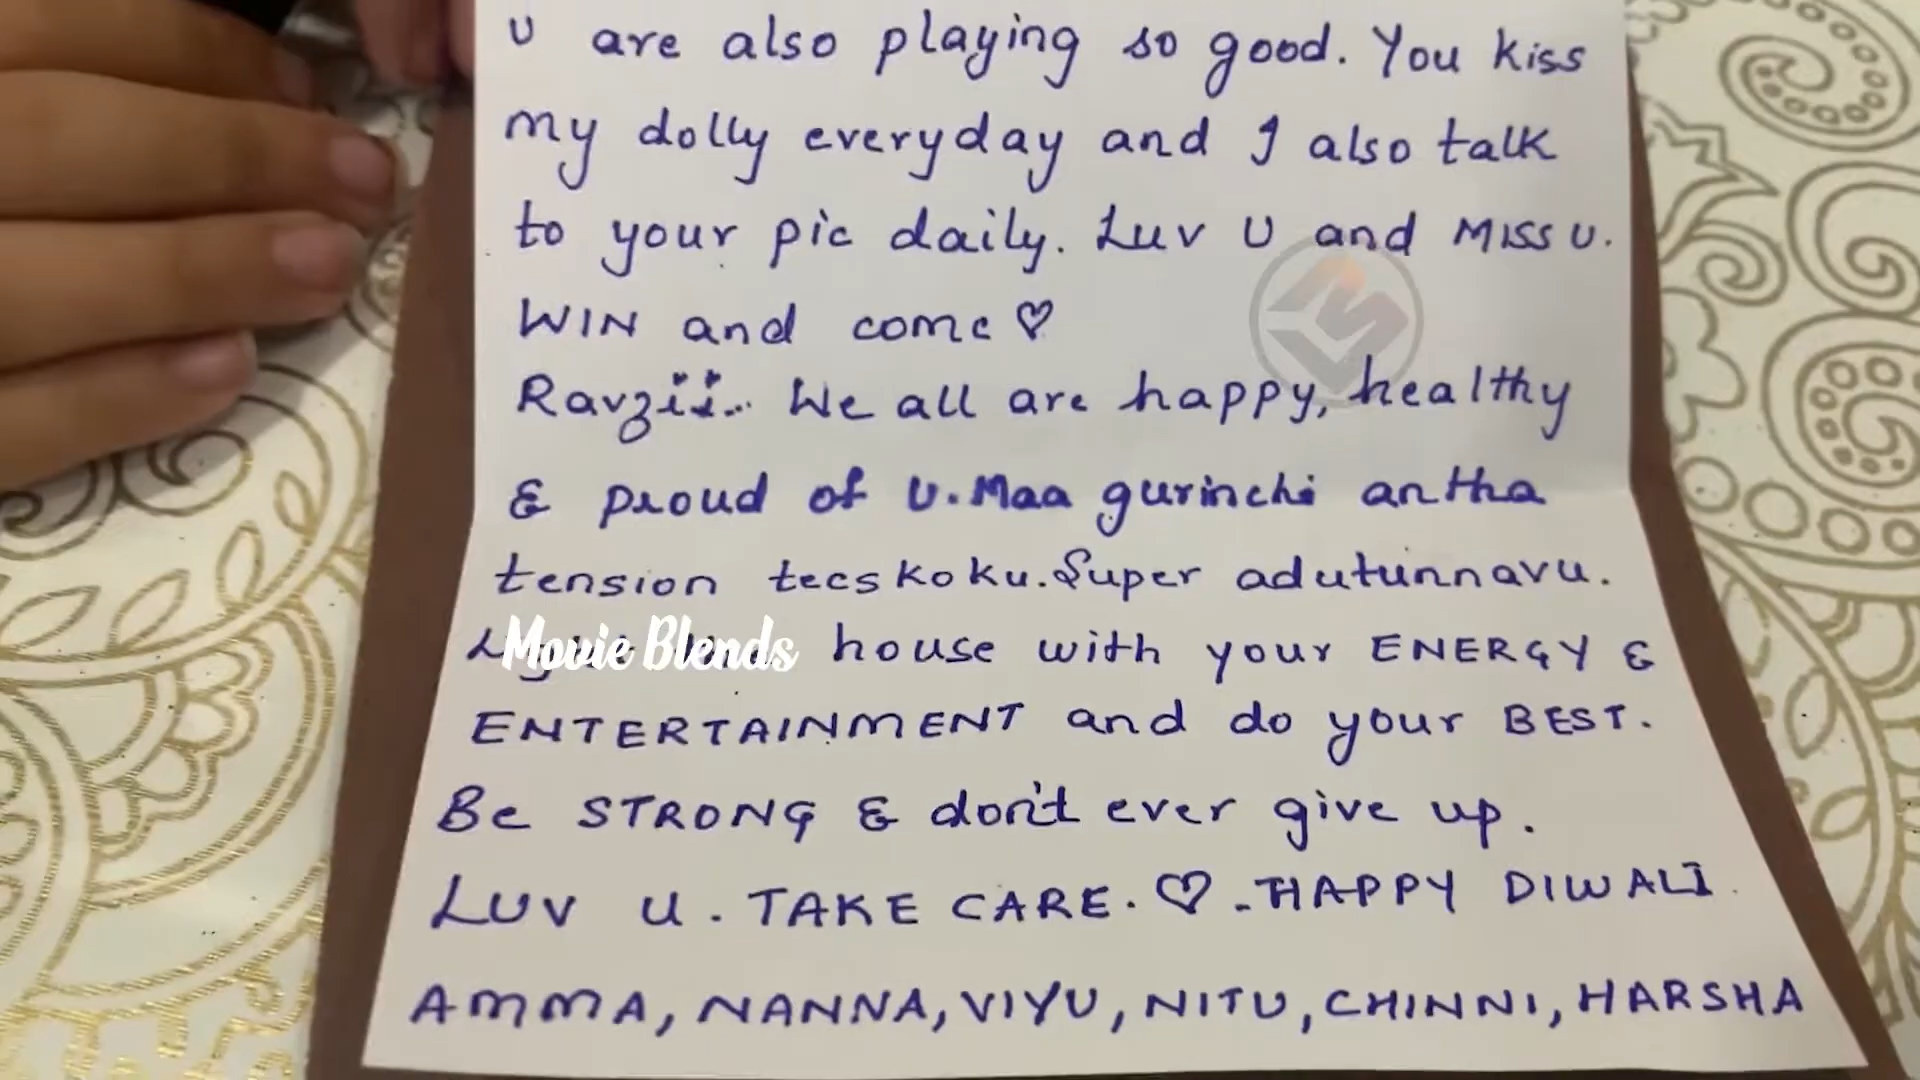 U are also playing so good. You kiss
my dolly everyday and I also talk
to your pic daily. Luv U and MISS U.
WIN and come ♡
Ravzii.. We all are happy, healthy
& proud of U. Maa gurinchi antha
tension teeskoku. Super adutunnavu.
Movie Blends
house with your ENERGY &
ENTERTAINMENT and do your BEST.
Be STRONG & don't ever give up.
LUV U. TAKE CARE. ♡ - HAPPY DIWALI.
AMMA, NANNA, VIYU, NITU, CHINNI, HARSHA